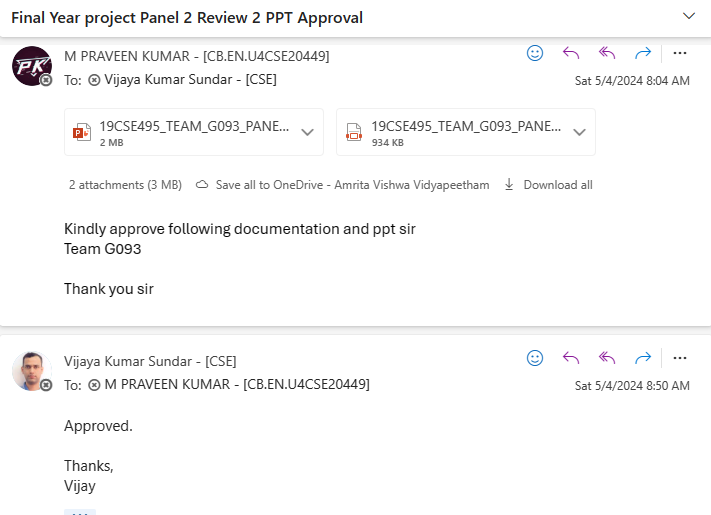 Final Year project Panel 2 Review 2 PPT Approval
PK
M PRAVEEN KUMAR - [CB.EN.U4CSE20449]
To: Vijaya Kumar Sundar - [CSE]
Sat 5/4/2024 8:04 AM
19CSE495_TEAM_G093_PANE...
2 MB
19CSE495_TEAM_G093_PANE...
934 KB
2 attachments (3 MB) Save all to OneDrive - Amrita Vishwa Vidyapeetham Download all
Kindly approve following documentation and ppt sir
Team G093
Thank you sir
Vijaya Kumar Sundar - [CSE]
To: M PRAVEEN KUMAR - [CB.EN.U4CSE20449]
Sat 5/4/2024 8:50 AM
Approved.
Thanks,
Vijay